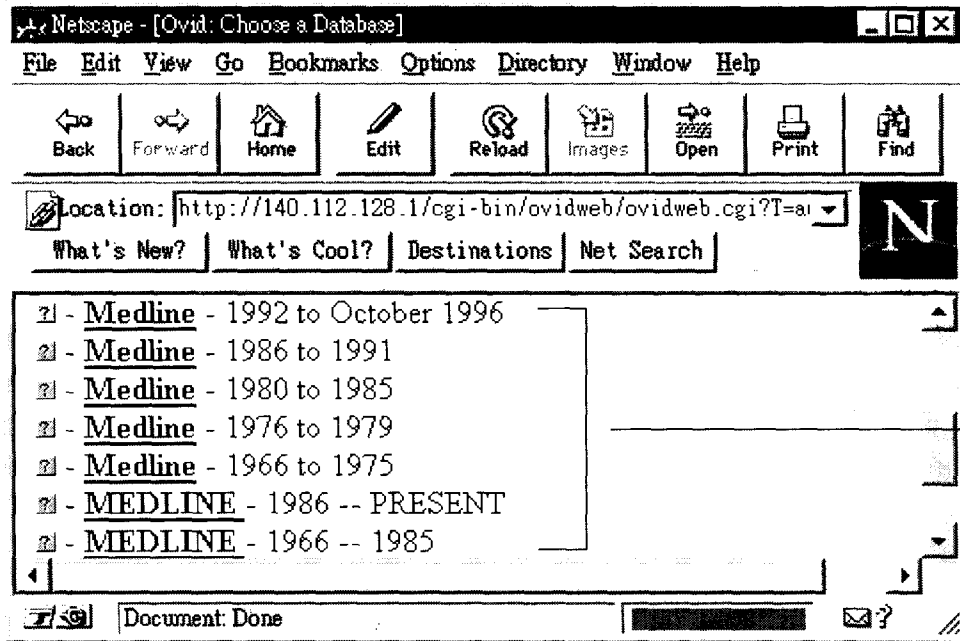 Netscape - [Ovid: Choose a Database]
File Edit View Go Bookmarks Options Directory Window Help
Back Forward Home Edit Reload Images Open Print Find
Location: http://140.112.128.1/cgi-bin/ovidweb/ovidweb.cgi?T=a
N
What's New? What's Cool? Destinations Net Search
? - Medline - 1992 to October 1996
? - Medline - 1986 to 1991
? - Medline - 1980 to 1985
? - Medline - 1976 to 1979
? - Medline - 1966 to 1975
? - MEDLINE - 1986 -- PRESENT
? - MEDLINE - 1966 -- 1985
Document: Done
?